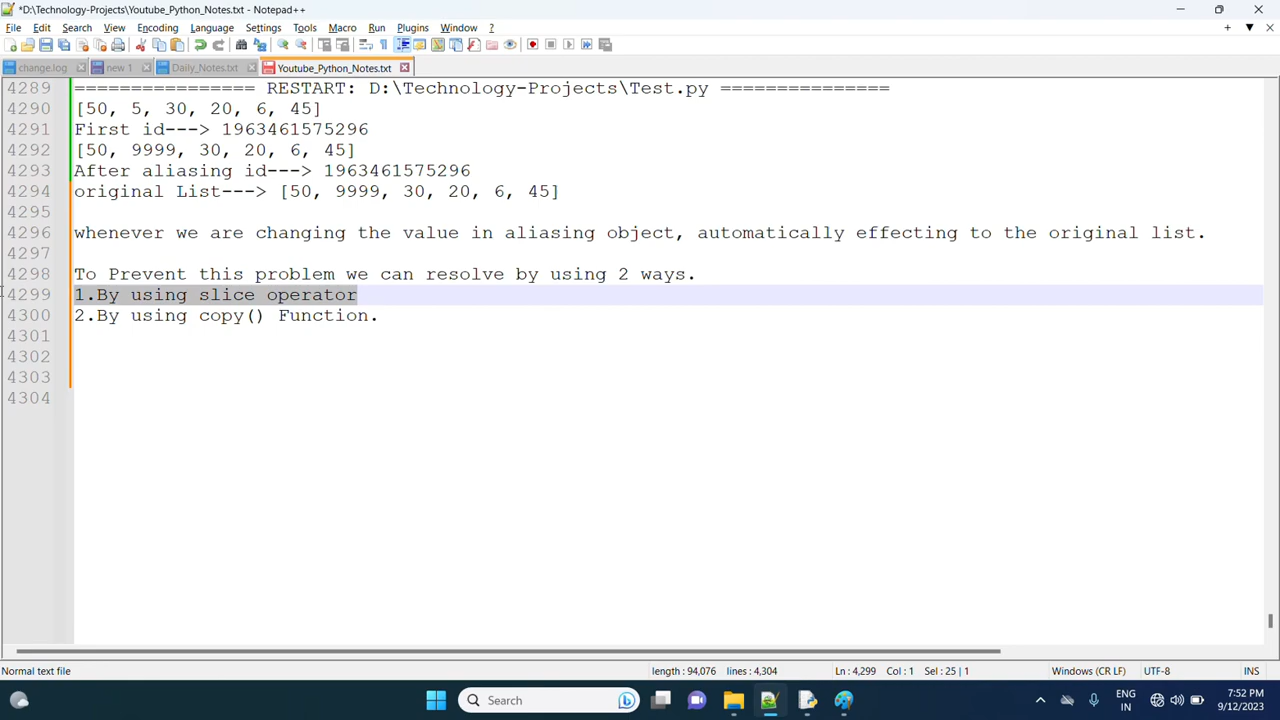 *D:\Technology-Projects\Youtube_Python_Notes.txt - Notepad++
File Edit Search View Encoding Language Settings Tools Macro Run Plugins Window ?
change.log new 1 Daily_Notes.txt Youtube_Python_Notes.txt
4289 ================ RESTART: D:\Technology-Projects\Test.py ===============
4290 [50, 5, 30, 20, 6, 45]
4291 First id---> 1963461575296
4292 [50, 9999, 30, 20, 6, 45]
4293 After aliasing id---> 1963461575296
4294 original List---> [50, 9999, 30, 20, 6, 45]
4295
4296 whenever we are changing the value in aliasing object, automatically effecting to the original list.
4297
4298 To Prevent this problem we can resolve by using 2 ways.
4299 1.By using slice operator
4300 2.By using copy() Function.
4301
4302
4303
4304
Normal text file length : 94,076 lines : 4,304 Ln : 4,299 Col : 1 Sel : 25 | 1 Windows (CR LF) UTF-8 INS
Search ENG IN 7:52 PM 9/12/2023